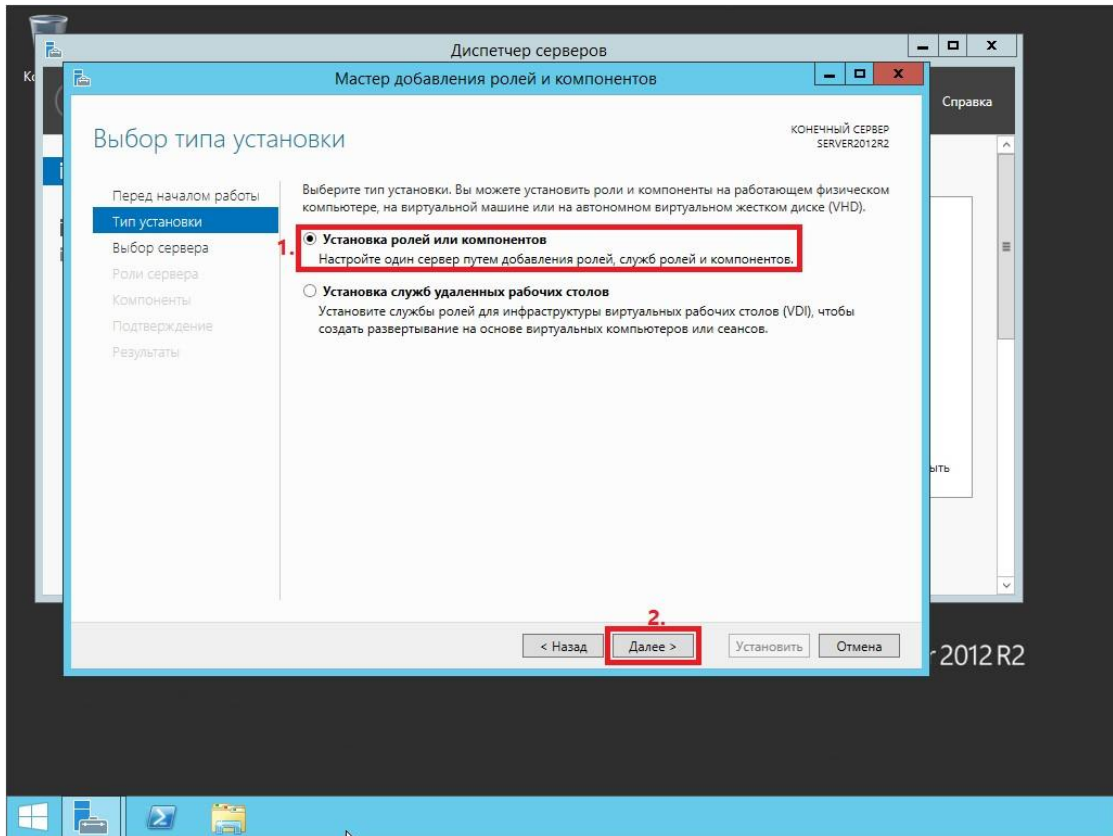 Диспетчер серверов
Мастер добавления ролей и компонентов
Справка
Выбор типа установки
КОНЕЧНЫЙ СЕРВЕР
SERVER2012R2
Перед началом работы
Тип установки
Выбор сервера
Роли сервера
Компоненты
Подтверждение
Результаты
Выберите тип установки. Вы можете установить роли и компоненты на работающем физическом
компьютере, на виртуальной машине или на автономном виртуальном жестком диске (VHD).
1.
Установка ролей или компонентов
Настройте один сервер путем добавления ролей, служб ролей и компонентов.
Установка служб удаленных рабочих столов
Установите службы ролей для инфраструктуры виртуальных рабочих столов (VDI), чтобы
создать развертывание на основе виртуальных компьютеров или сеансов.
ыть
2.
< Назад
Далее >
Установить
Отмена
2012 R2